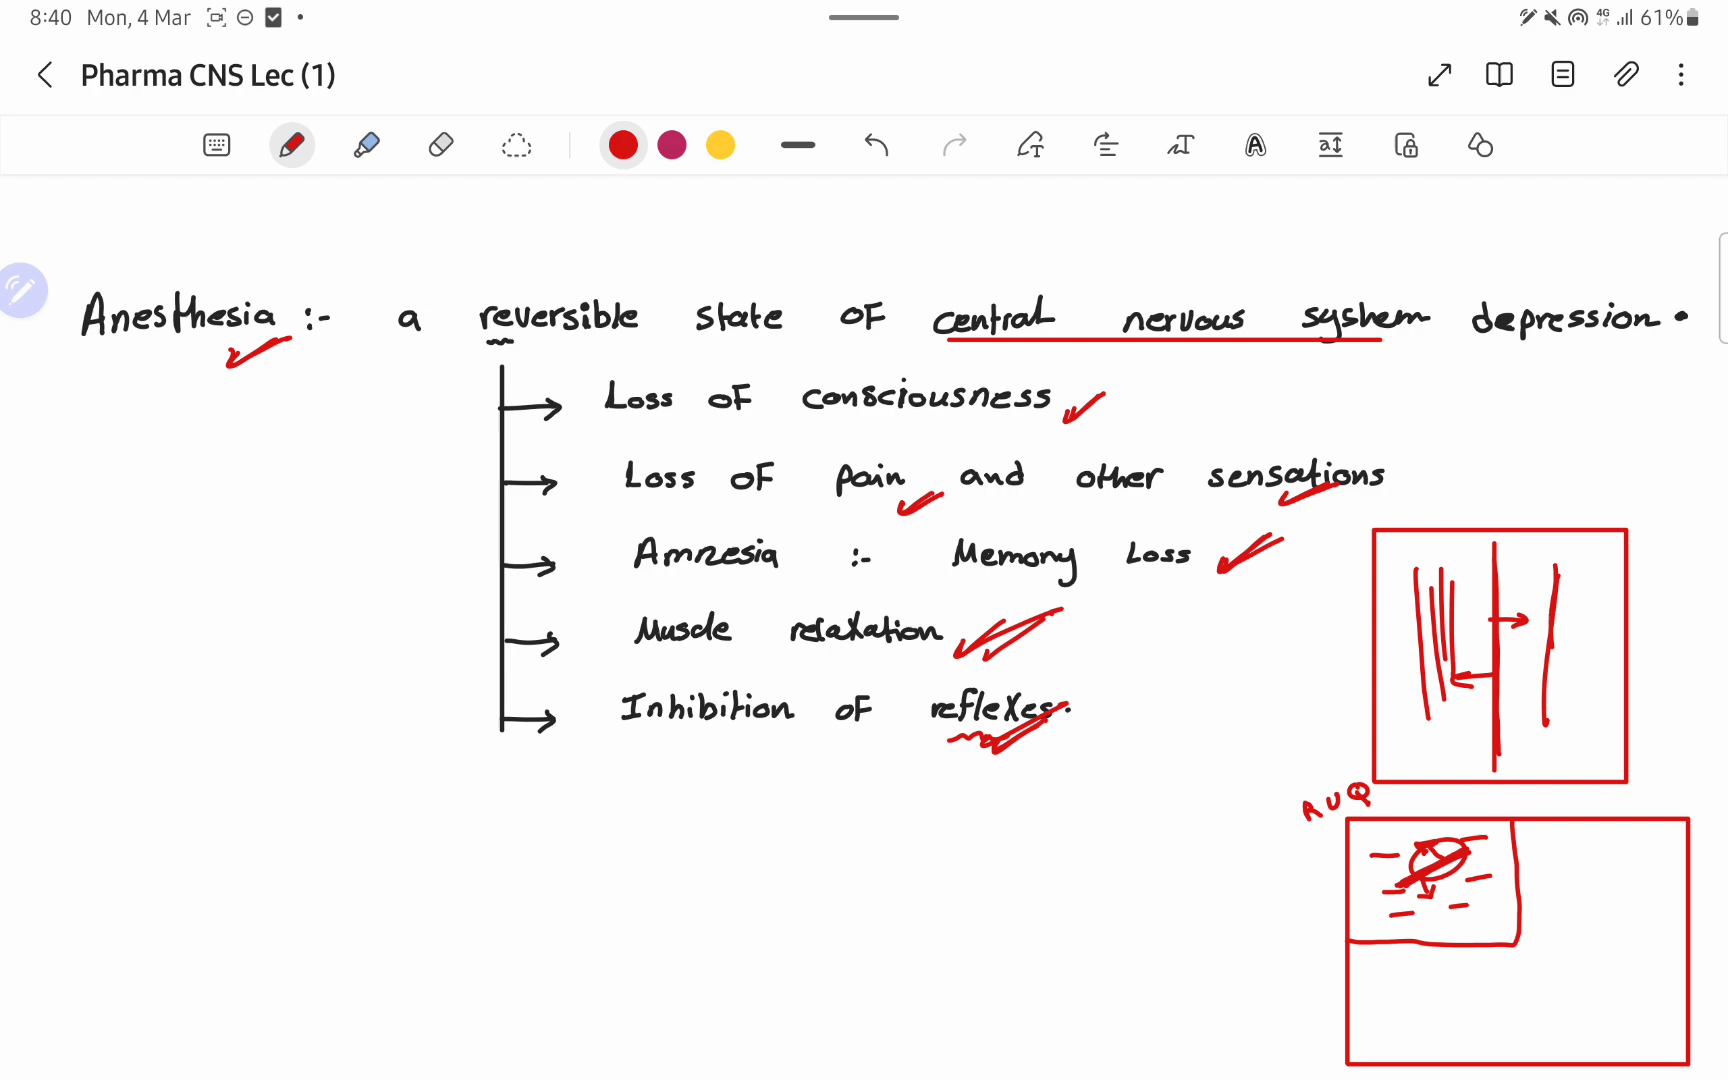 8:40 Mon, 4 Mar 4G 61%
Pharma CNS Lec (1)
Anesthesia :- a reversible state of central nervous system depression.
Loss of consciousness
Loss of pain and other sensations
Amnesia :- Memory Loss
Muscle relaxation
Inhibition of reflexes.
RUQ